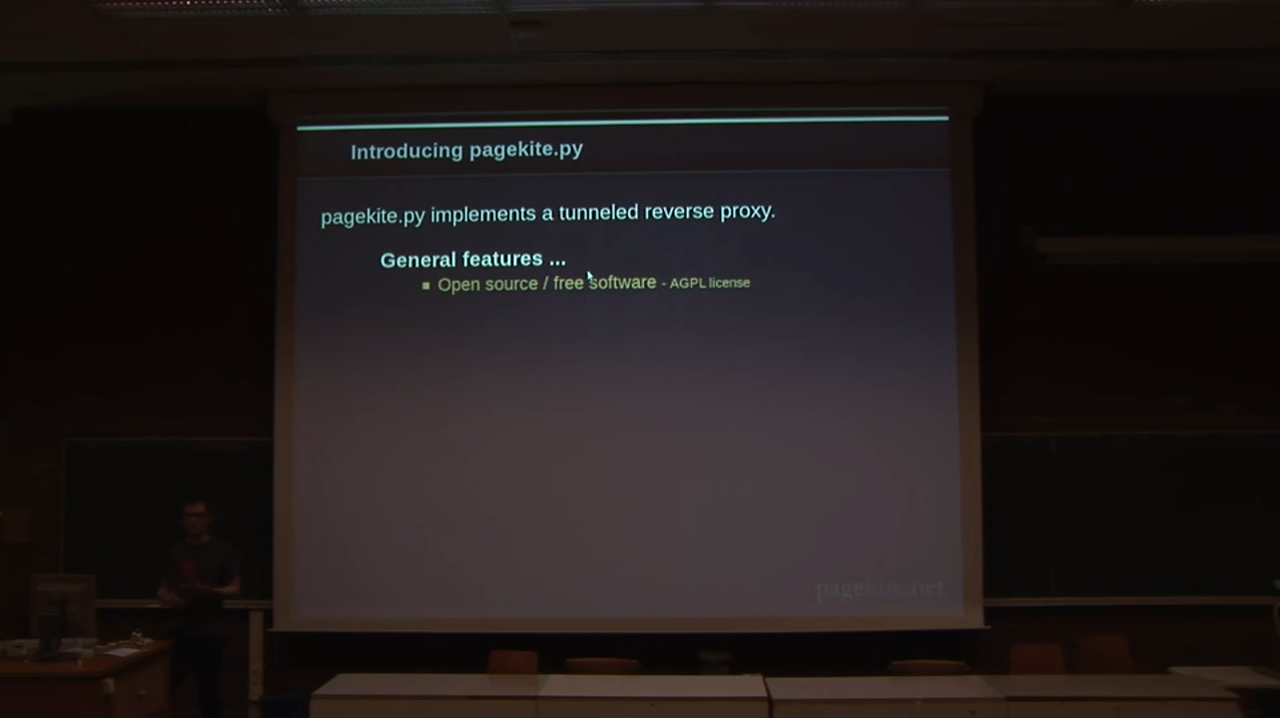 Introducing pagekite.py
pagekite.py implements a tunneled reverse proxy.
General features ...
▪ Open source / free software - AGPL license
pagekite.net